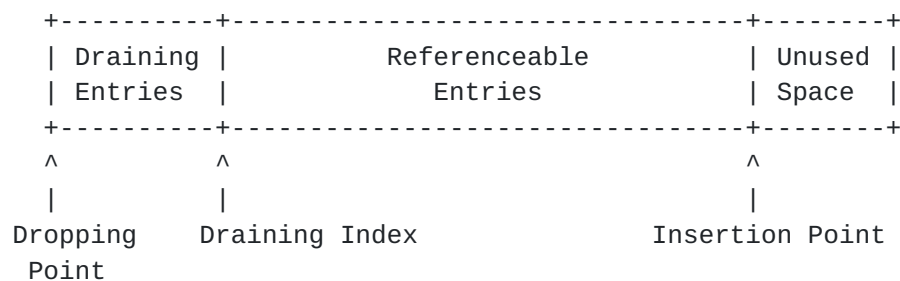 +----------+---------------------------------+--------+
| Draining |          Referenceable          | Unused |
| Entries  |             Entries             | Space  |
+----------+---------------------------------+--------+
^          ^                                 ^
|          |                                 |
Dropping    Draining Index               Insertion Point
Point